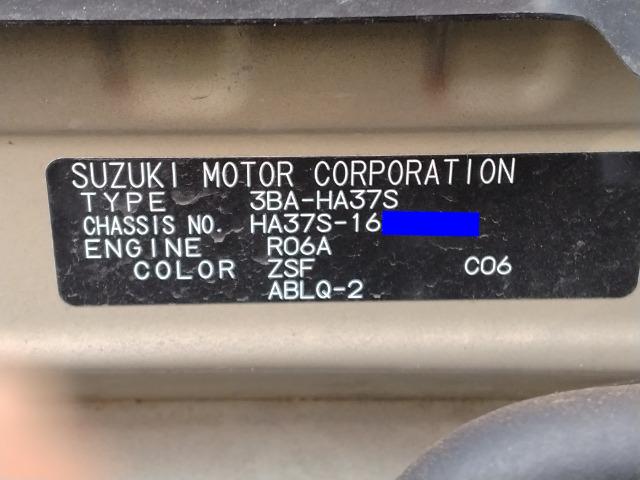 SUZUKI MOTOR CORPORATION
TYPE 3BA-HA37S
CHASSIS NO. HA37S-16
ENGINE R06A
COLOR ZSF C06
ABLQ-2